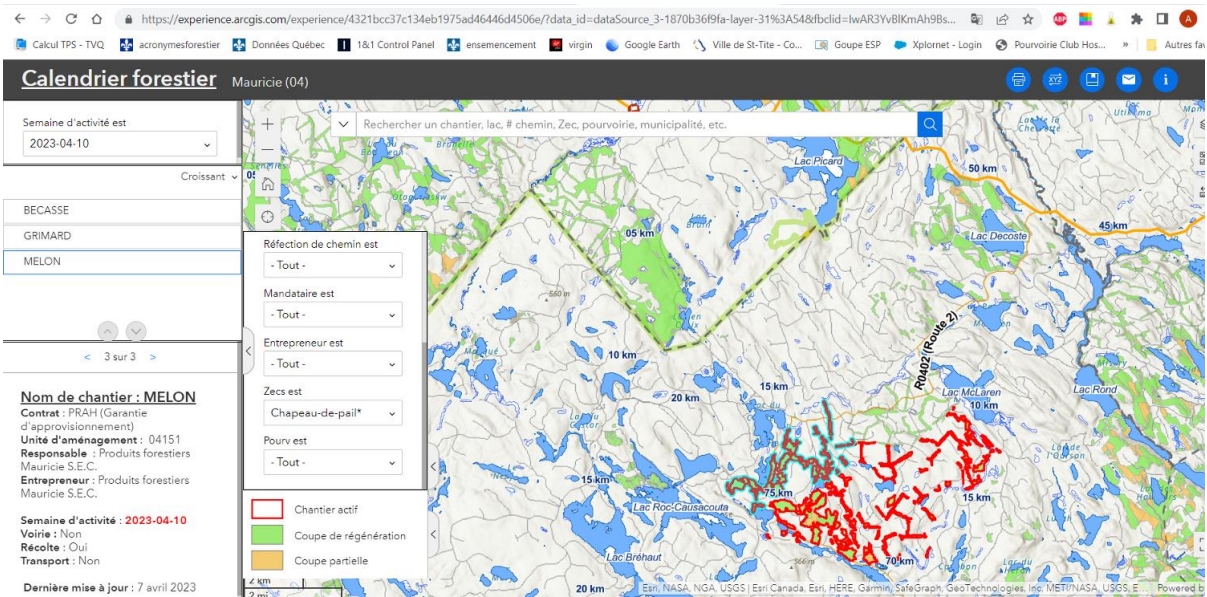 https://experience.arcgis.com/experience/4321bcc37c134eb1975ad46446d4506e/?data_id=dataSource_3-1870b36f9fa-layer-31%3A54&fbclid=IwAR3Yv8lKmAh9Bs...
A
Calcul TPS - TVQ
acronymesforestier
Données Québec
1&1 Control Panel
ensemencement
virgin
Google Earth
Ville de St-Tite - Co...
Goupe ESP
Xplornet - Login
Pourvoirie Club Hos...
»
Autres fav
Calendrier forestier
Mauricie (04)
Semaine d'activité est
2023-04-10
Croissant
BECASSE
GRIMARD
MELON
< 3 sur 3 >
Nom de chantier : MELON
Contrat : PRAH (Garantie
d'approvisionnement)
Unité d'aménagement : 04151
Responsable : Produits forestiers
Mauricie S.E.C.
Entrepreneur : Produits forestiers
Mauricie S.E.C.
Semaine d'activité : 2023-04-10
Voirie : Non
Récolte : Oui
Transport : Non
Dernière mise à jour : 7 avril 2023
Rechercher un chantier, lac, # chemin, Zec, pourvoirie, municipalité, etc.
Réfection de chemin est
- Tout -
Mandataire est
- Tout -
Entrepreneur est
- Tout -
Zecs est
Chapeau-de-pail*
Pourv est
- Tout -
Chantier actif
Coupe de régénération
Coupe partielle
2 km
2 mi
Lac Picard
50 km
45 km
Lac Decoste
05 km
560 m
10 km
R0402 (Route 2)
15 km
20 km
Lac McLaren
10 km
Lac Rond
15 km
75 km
Lac Roc-Causacouta
15 km
Lac Bréhaut
566 m
70 km
20 km
Esri, NASA, NGA, USGS | Esri Canada, Esri, HERE, Garmin, SafeGraph, GeoTechnologies, Inc, METI/NASA, USGS, E...
Powered b